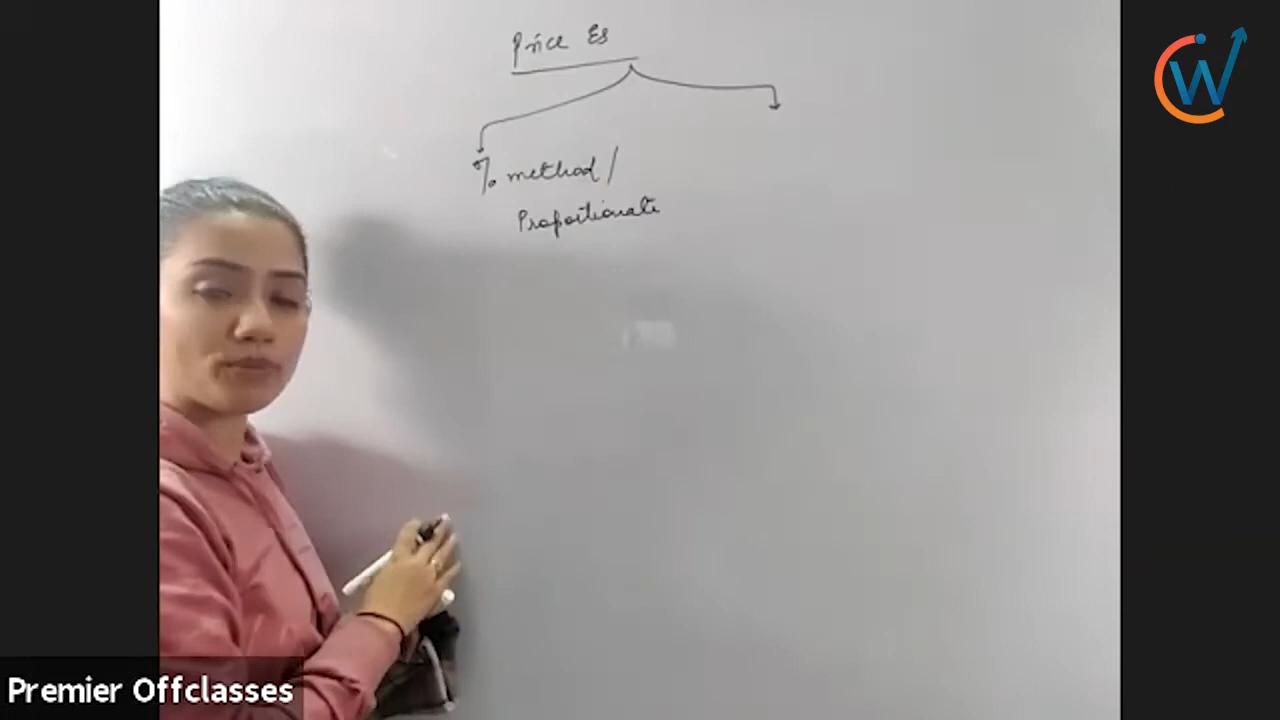 Price Es
% method /
Proportionate
W
Premier Offclasses